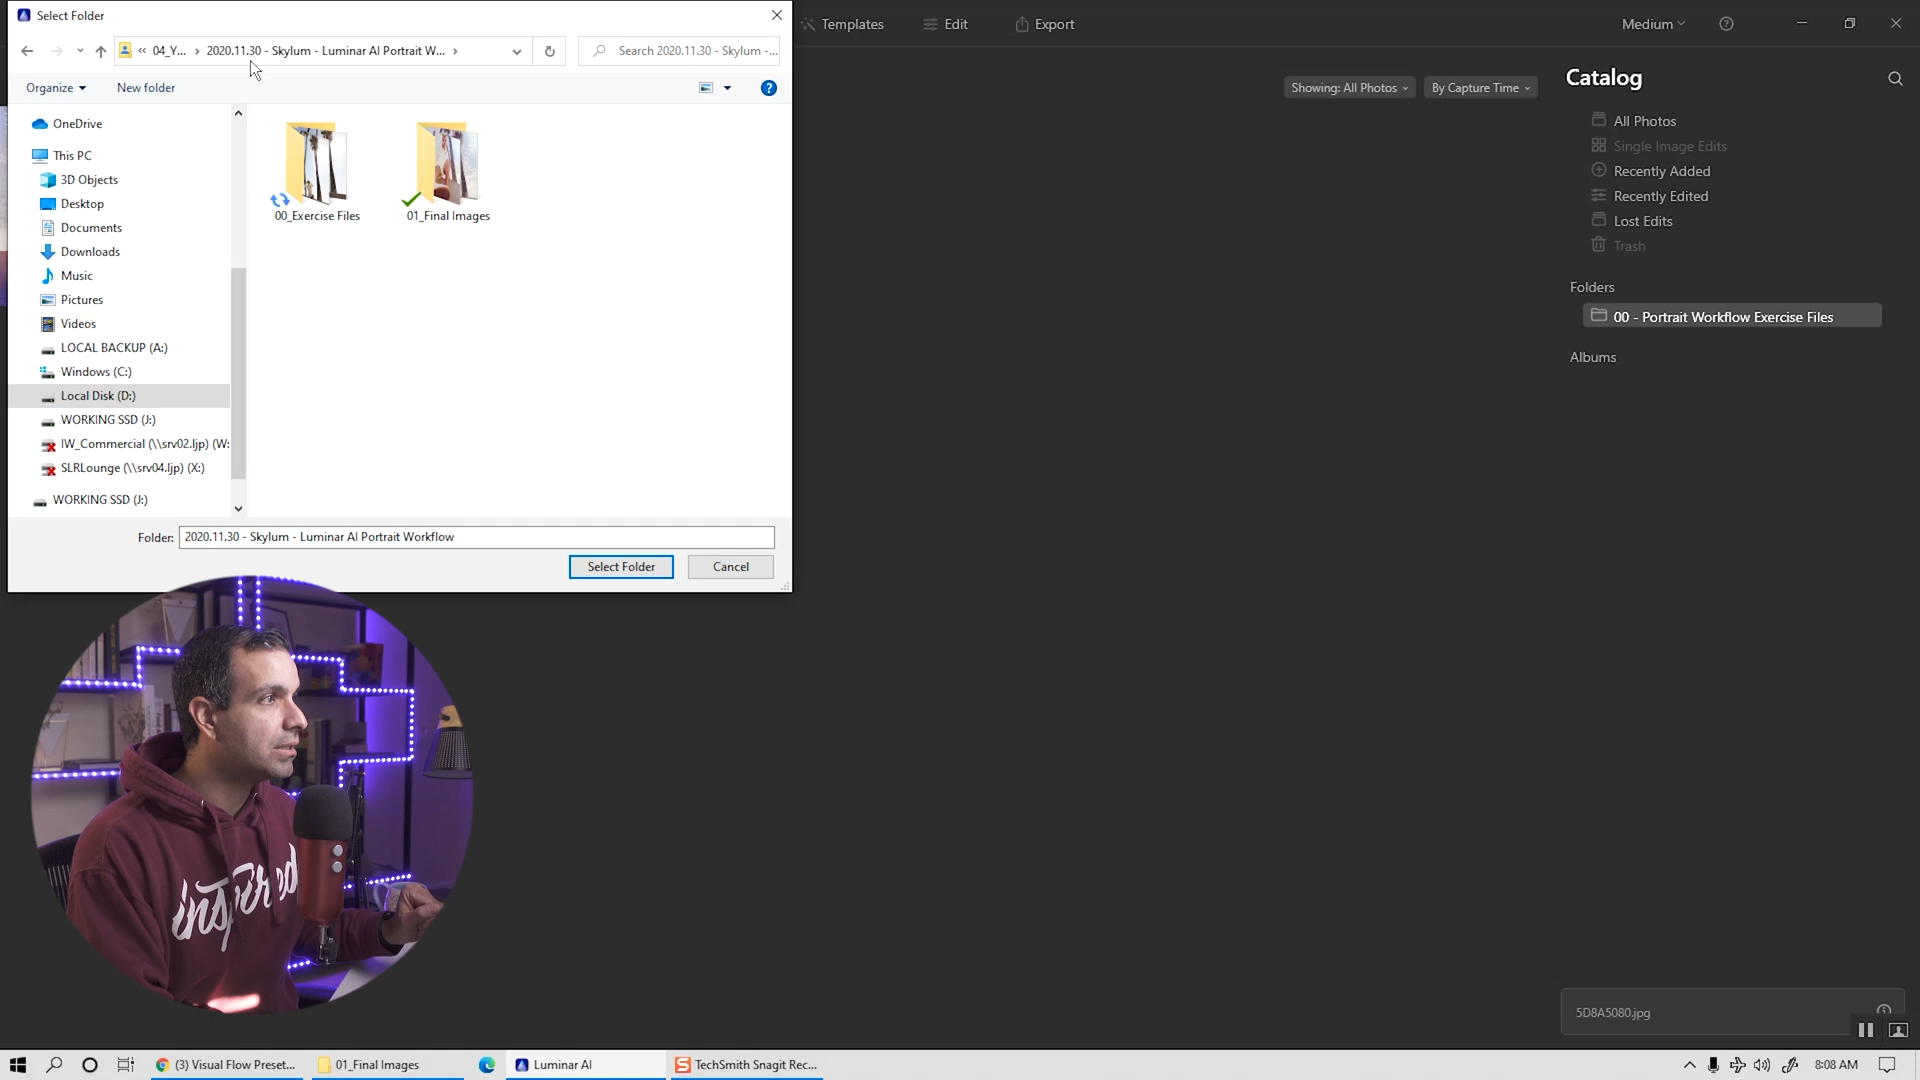 Select Folder
« 04_Y... › 2020.11.30 - Skylum - Luminar AI Portrait W... ›
Search 2020.11.30 - Skylum -...
Organize
New folder
OneDrive
This PC
3D Objects
Desktop
Documents
Downloads
Music
Pictures
Videos
LOCAL BACKUP (A:)
Windows (C:)
Local Disk (D:)
WORKING SSD (J:)
IW_Commercial (\\srv02.ljp) (W:
SLRLounge (\\srv04.ljp) (X:)
WORKING SSD (J:)
00_Exercise Files
01_Final Images
Folder: 2020.11.30 - Skylum - Luminar AI Portrait Workflow
Select Folder
Cancel
Templates
Edit
Export
Medium
Showing: All Photos
By Capture Time
Catalog
All Photos
Single Image Edits
Recently Added
Recently Edited
Lost Edits
Trash
Folders
00 - Portrait Workflow Exercise Files
Albums
5D8A5080.jpg
inspired
(3) Visual Flow Preset...
01_Final Images
Luminar AI
TechSmith Snagit Rec...
8:08 AM